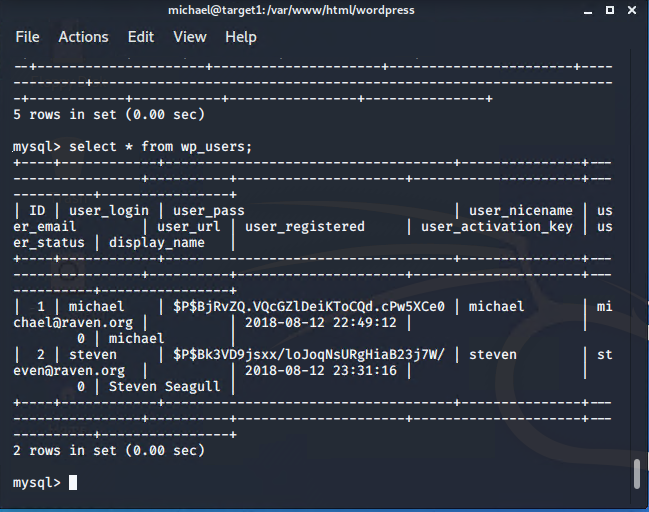 michael@target1:/var/www/html/wordpress
File Actions Edit View Help
--+----------------------+---------------------+------------------------+----
---------+------------------------------------------------------------------
-+------------+-----------+----------------+---------------+
5 rows in set (0.00 sec)
mysql> select * from wp_users;
+----+------------+------------------------------------+---------------+---
----------------+----------+---------------------+---------------------+---
----------+----------------+
| ID | user_login | user_pass | user_nicename | us
er_email | user_url | user_registered | user_activation_key | us
er_status | display_name |
+----+------------+------------------------------------+---------------+---
----------------+----------+---------------------+---------------------+---
----------+----------------+
| 1 | michael | $P$BjRvZQ.VQcGZlDeiKToCQd.cPw5XCe0 | michael | mi
chael@raven.org | | 2018-08-12 22:49:12 | |
0 | michael |
| 2 | steven | $P$Bk3VD9jsxx/loJoqNsURgHiaB23j7W/ | steven | st
even@raven.org | | 2018-08-12 23:31:16 | |
0 | Steven Seagull |
+----+------------+------------------------------------+---------------+---
----------------+----------+---------------------+---------------------+---
----------+----------------+
2 rows in set (0.00 sec)
mysql>